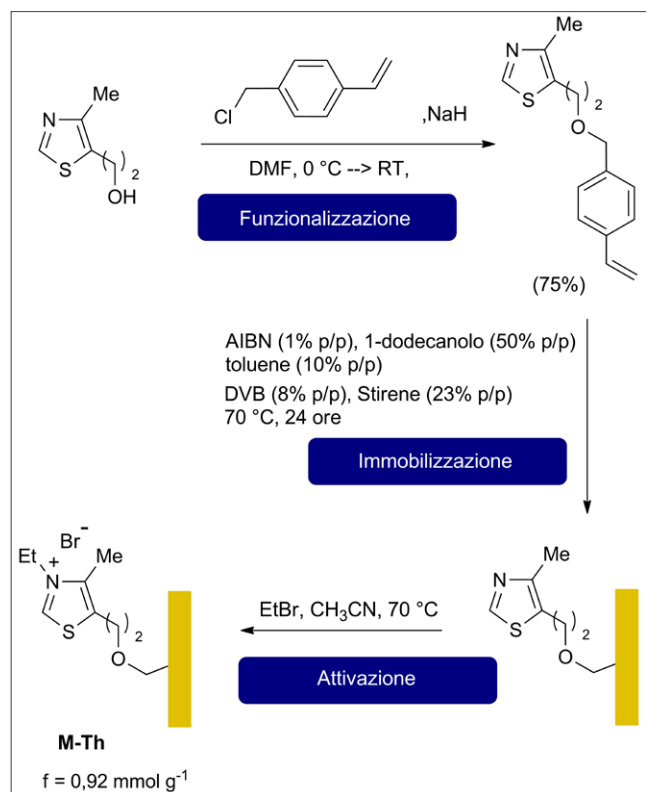 Me
N
S
( )2
OH
Cl
,NaH
DMF, 0 °C --> RT,
Funzionalizzazione
Me
N
S
( )2
O
(75%)
AIBN (1% p/p), 1-dodecanolo (50% p/p)
toluene (10% p/p)
DVB (8% p/p), Stirene (23% p/p)
70 °C, 24 ore
Immobilizzazione
Me
N
S
( )2
O
EtBr, CH₃CN, 70 °C
Attivazione
Br⁻
Et
Me
N
+
S
( )2
O
M-Th
f = 0,92 mmol g⁻¹